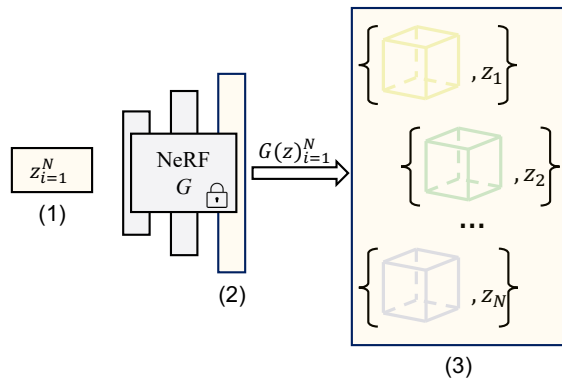 z_{i=1}^{N}
(1)
NeRF
G
(2)
G(z)_{i=1}^{N}
{ , z_1}
{ , z_2}
...
{ , z_N}
(3)